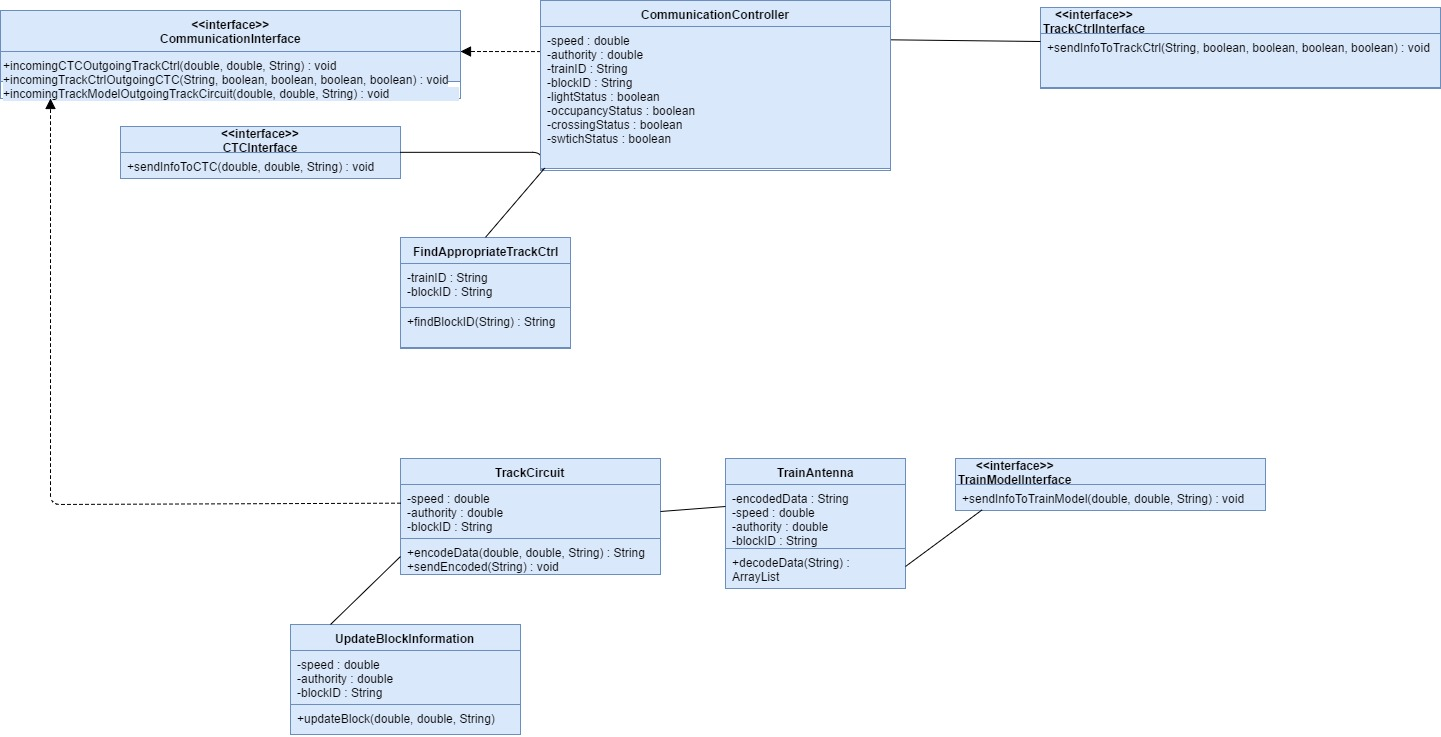 <<interface>>
CommunicationInterface
+incomingCTCOutgoingTrackCtrl(double, double, String) : void
+incomingTrackCtrlOutgoingCTC(String, boolean, boolean, boolean, boolean) : void
+incomingTrackModelOutgoingTrackCircuit(double, double, String) : void
CommunicationController
-speed : double
-authority : double
-trainID : String
-blockID : String
-lightStatus : boolean
-occupancyStatus : boolean
-crossingStatus : boolean
-swtichStatus : boolean
<<interface>>
TrackCtrlInterface
+sendInfoToTrackCtrl(String, boolean, boolean, boolean, boolean) : void
<<interface>>
CTCInterface
+sendInfoToCTC(double, double, String) : void
FindAppropriateTrackCtrl
-trainID : String
-blockID : String
+findBlockID(String) : String
TrackCircuit
-speed : double
-authority : double
-blockID : String
+encodeData(double, double, String) : String
+sendEncoded(String) : void
TrainAntenna
-encodedData : String
-speed : double
-authority : double
-blockID : String
+decodeData(String) :
ArrayList
<<interface>>
TrainModelInterface
+sendInfoToTrainModel(double, double, String) : void
UpdateBlockInformation
-speed : double
-authority : double
-blockID : String
+updateBlock(double, double, String)